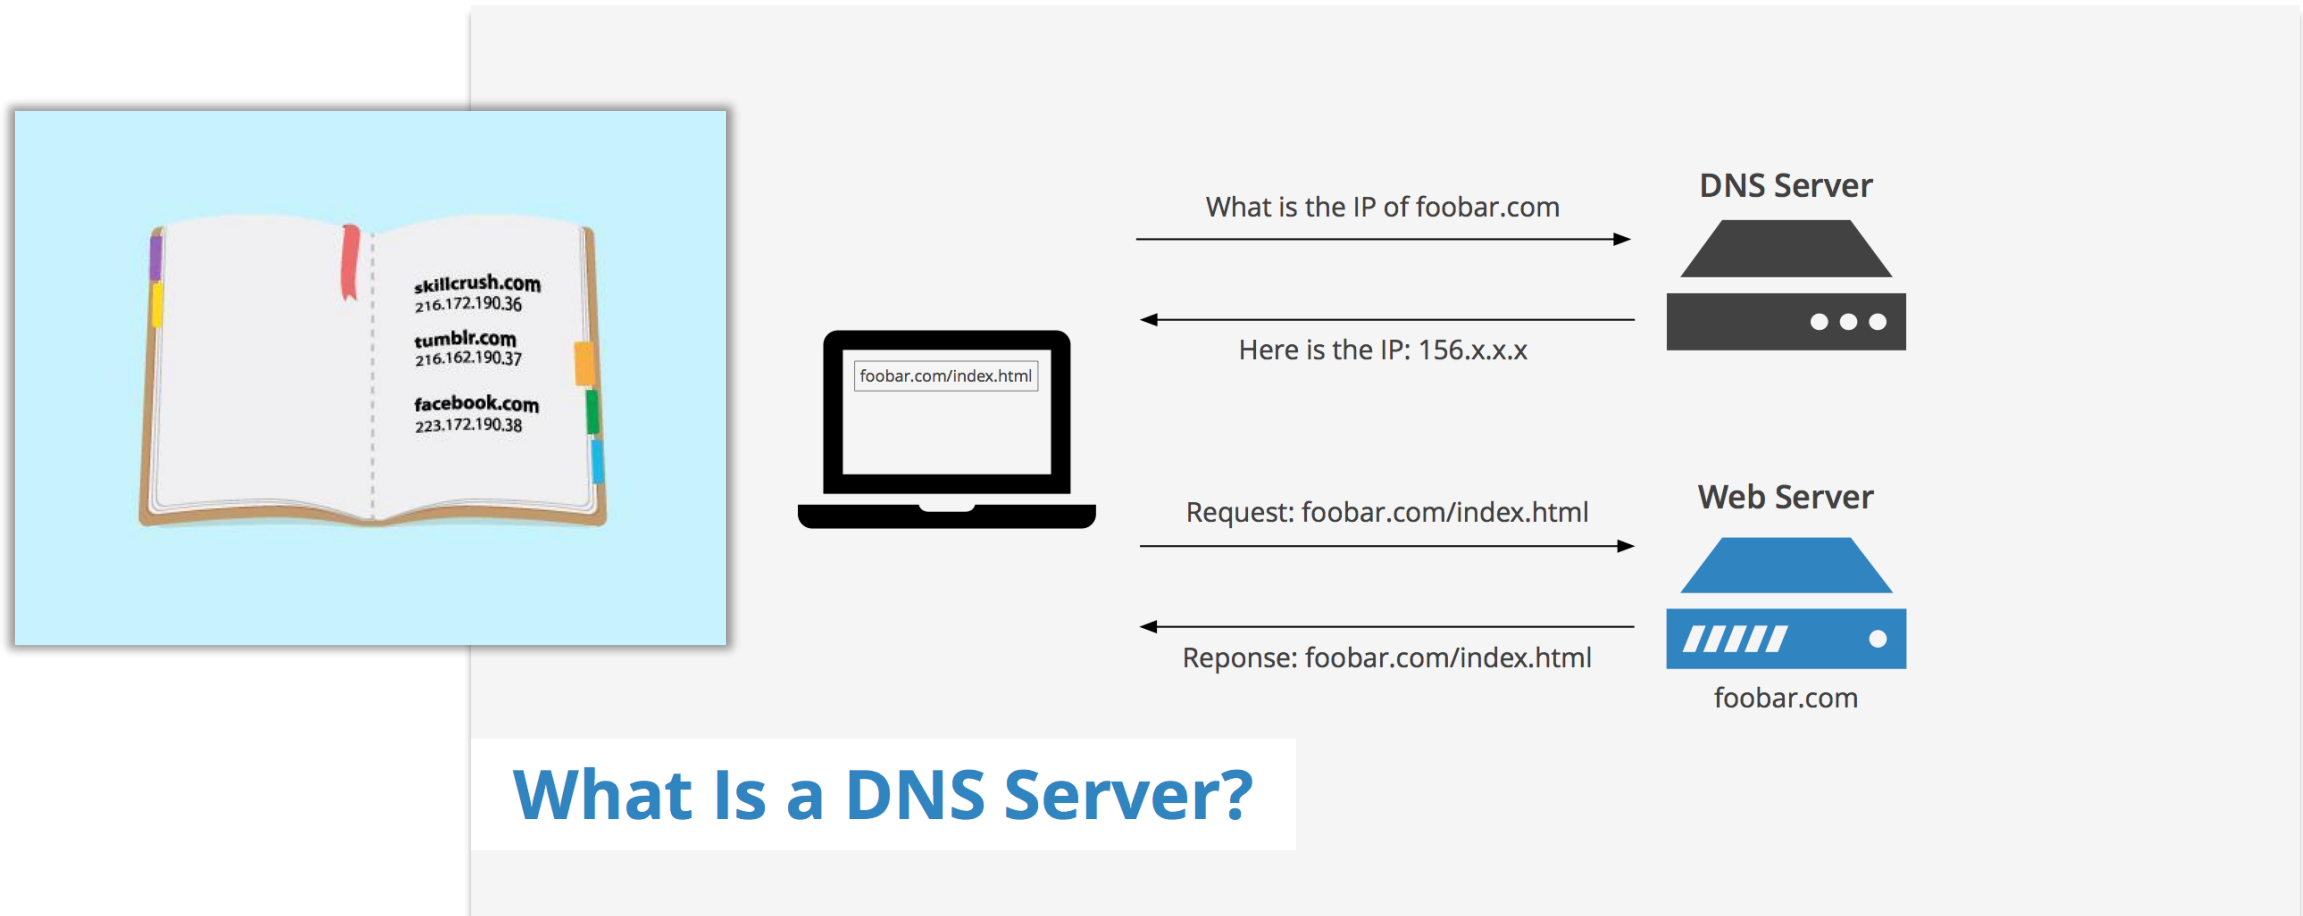 skillcrush.com
216.172.190.36
tumblr.com
216.162.190.37
facebook.com
223.172.190.38
foobar.com/index.html
What is the IP of foobar.com
Here is the IP: 156.x.x.x
DNS Server
Request: foobar.com/index.html
Reponse: foobar.com/index.html
Web Server
foobar.com
What Is a DNS Server?